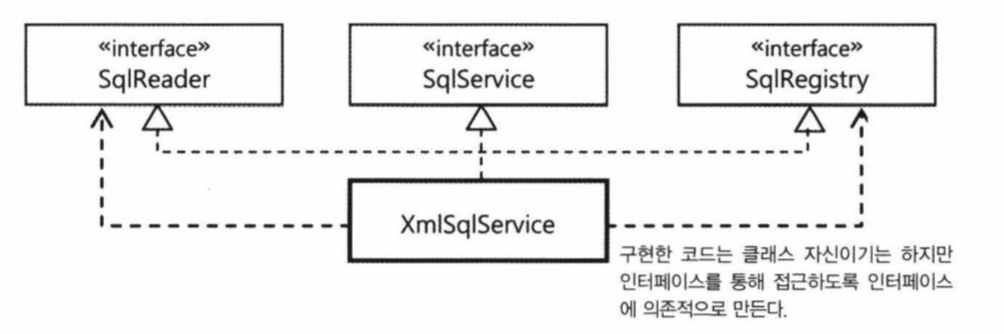 «interface»
SqlReader
«interface»
SqlService
«interface»
SqlRegistry
XmlSqlService
구현한 코드는 클래스 자신이기는 하지만
인터페이스를 통해 접근하도록 인터페이스
에 의존적으로 만든다.